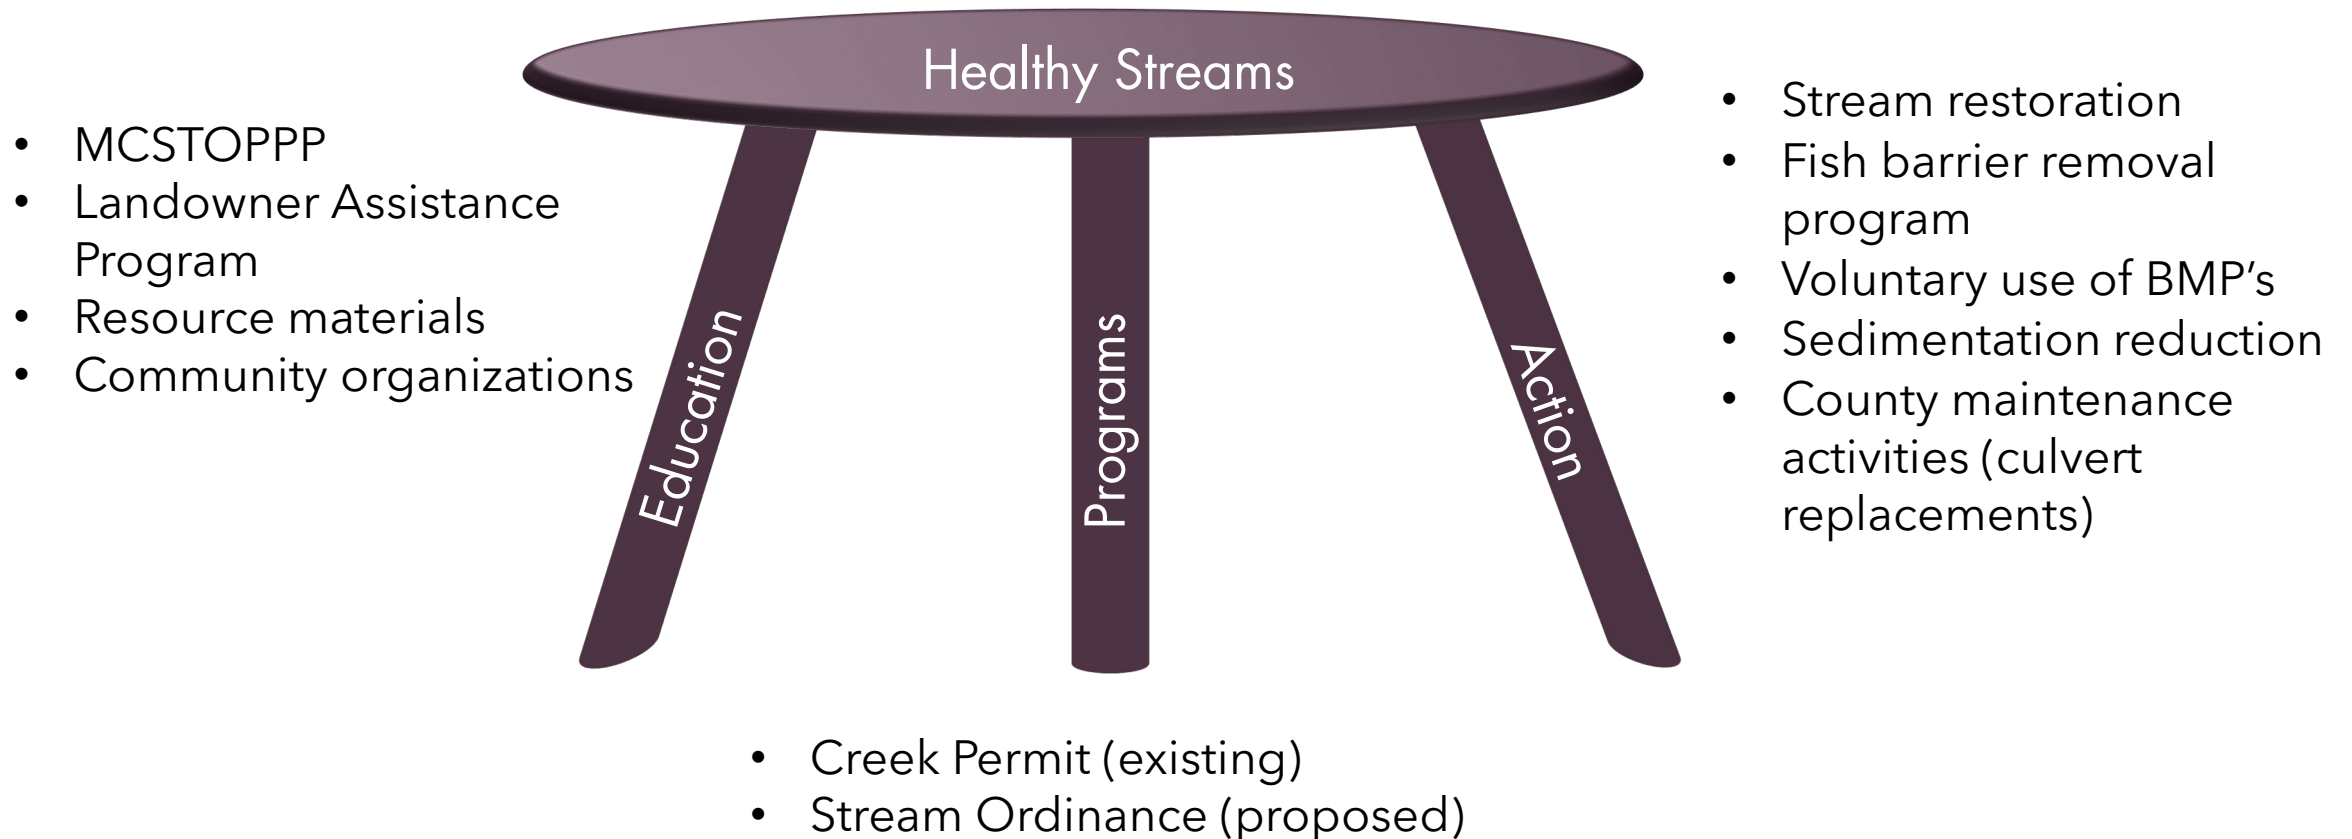 Healthy Streams
• MCSTOPPP
• Landowner Assistance
Program
• Resource materials
• Community organizations
Education
Programs
Action
• Stream restoration
• Fish barrier removal
program
• Voluntary use of BMP’s
• Sedimentation reduction
• County maintenance
activities (culvert
replacements)
• Creek Permit (existing)
• Stream Ordinance (proposed)